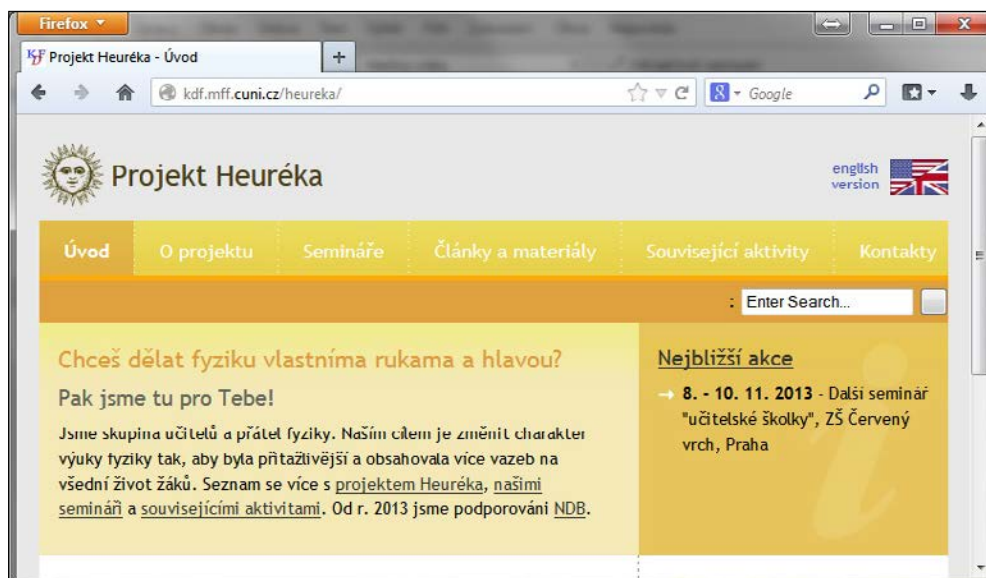 Firefox
Projekt Heuréka - Úvod
kdf.mff.cuni.cz/heureka/
Google
Projekt Heuréka
english
version
Úvod O projektu Semináře Články a materiály Související aktivity Kontakty
: Enter Search...
Chceš dělat fyziku vlastníma rukama a hlavou?
Pak jsme tu pro Tebe!
Jsme skupina učitelů a přátel fyziky. Naším cílem je změnit charakter
výuky fyziky tak, aby byla přitažlivější a obsahovala více vazeb na
všední život žáků. Seznam se více s projektem Heuréka, našimi
semináři a souvisejícími aktivitami. Od r. 2013 jsme podporováni NDB.
Nejbližší akce
8. - 10. 11. 2013 - Další seminář
"učitelské školky", ZŠ Červený
vrch, Praha